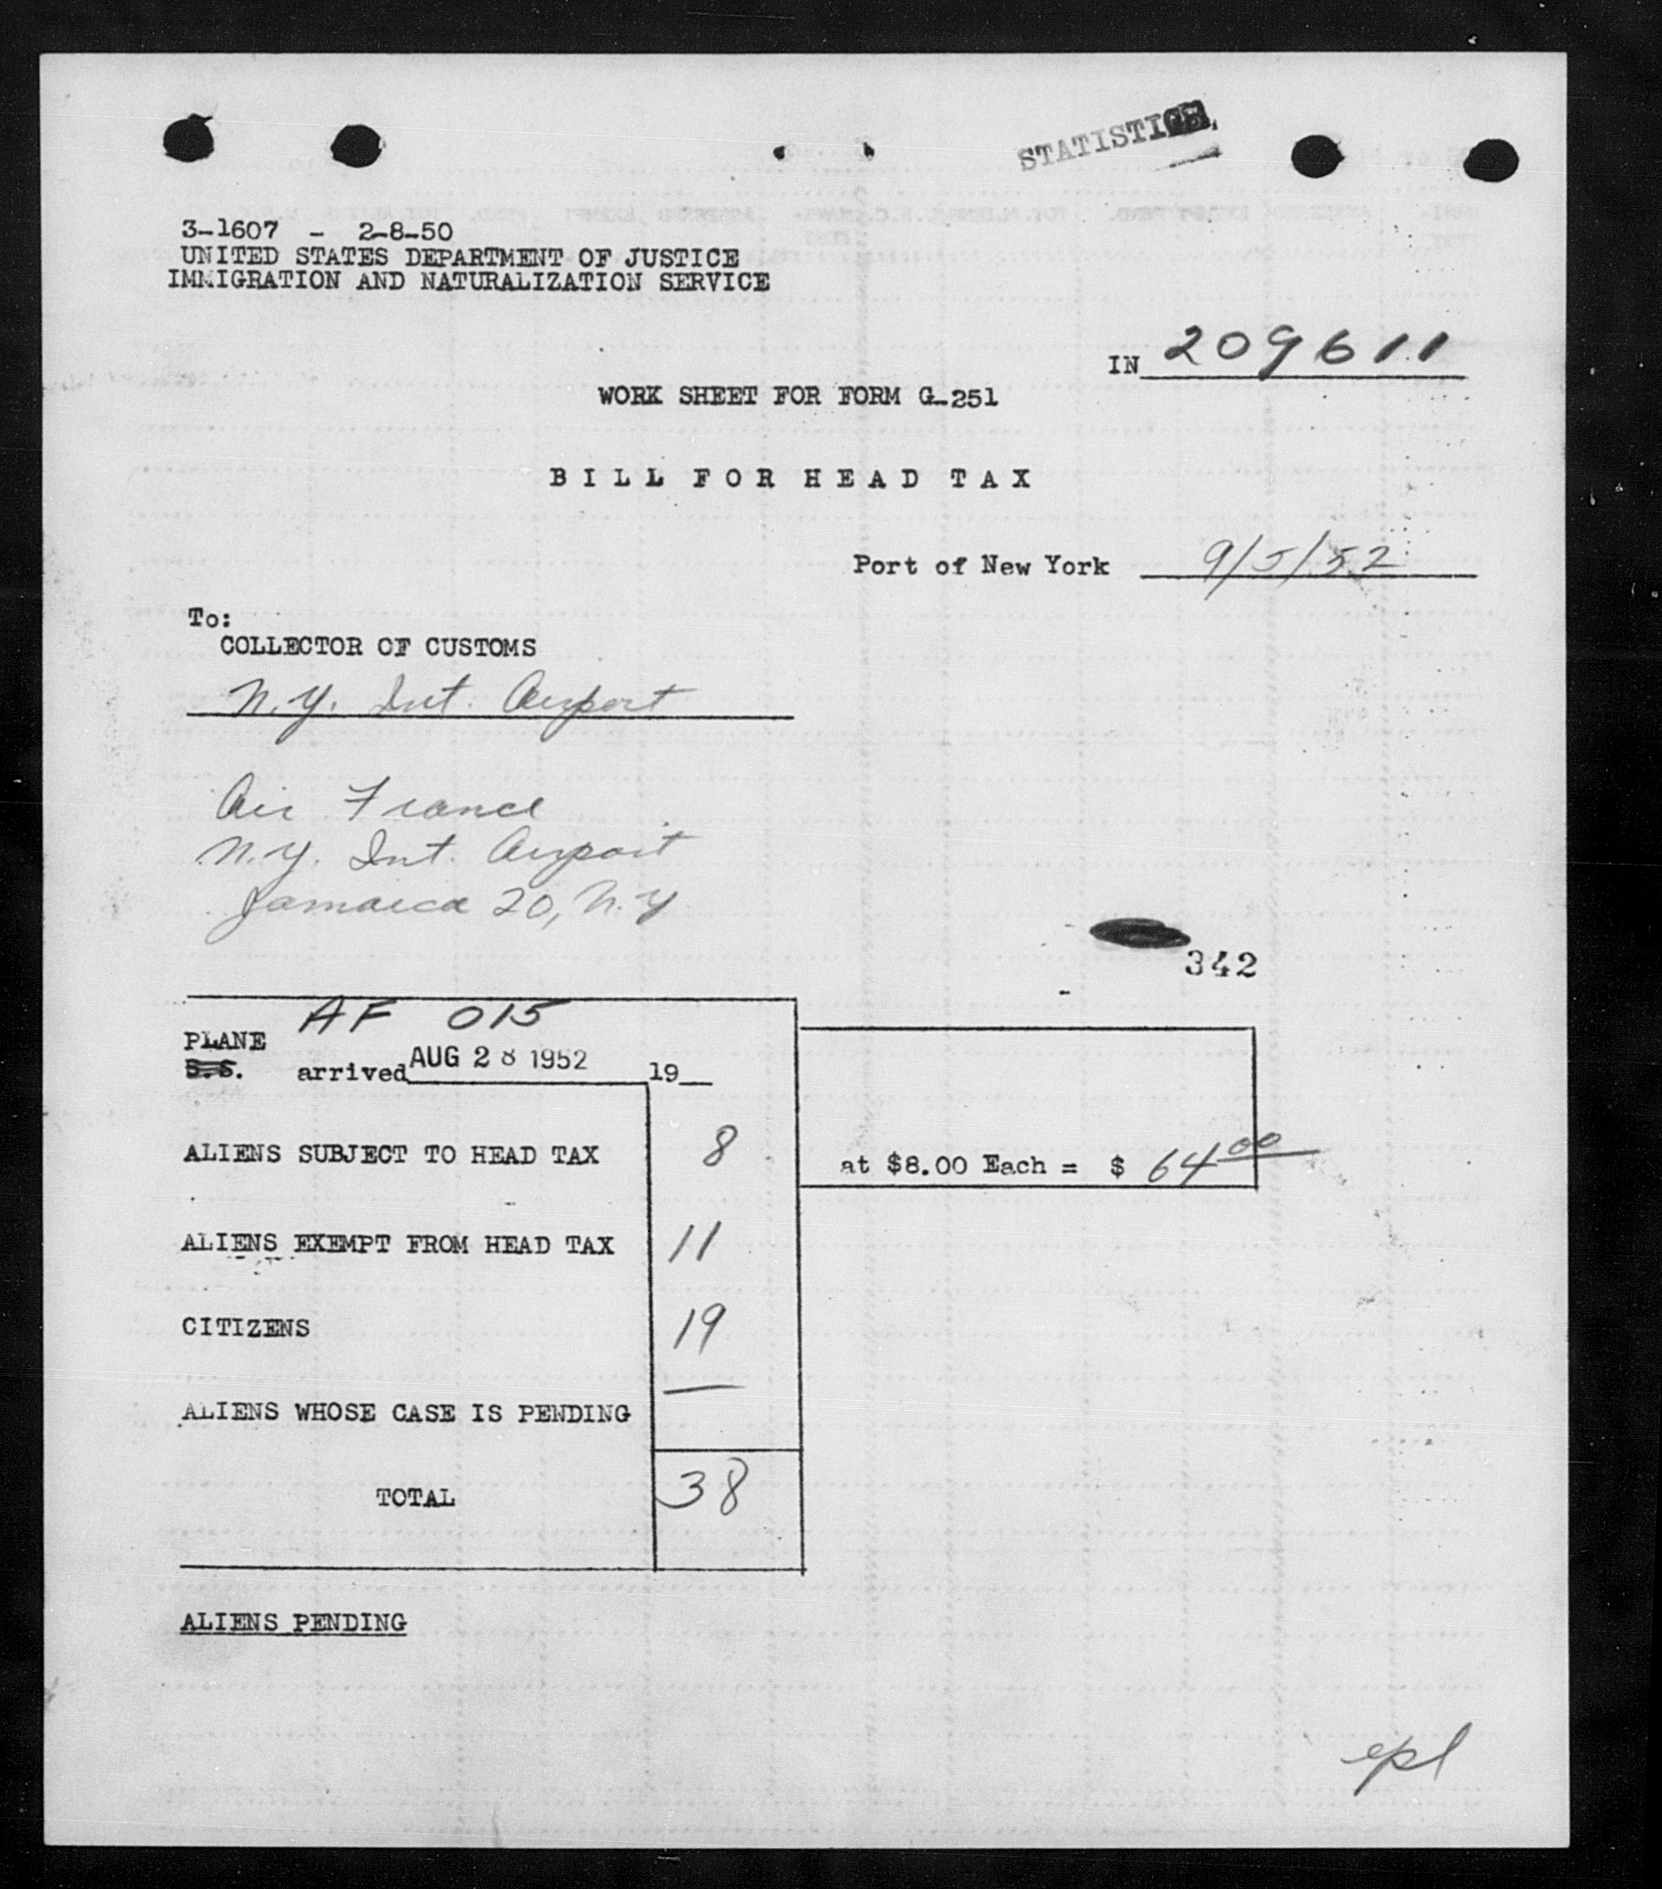 STATISTICS
3-1607 - 2-8-50
UNITED STATES DEPARTMENT OF JUSTICE
IMMIGRATION AND NATURALIZATION SERVICE
IN 209611
WORK SHEET FOR FORM G-251
BILL FOR HEAD TAX
Port of New York 9/5/52
To:
COLLECTOR OF CUSTOMS
N.Y. Int. Airport
Air France
N.Y. Int. Airport
Jamaica 20, N.Y
342
AF 015
PLANE
S.S. arrived AUG 28 1952 19__
ALIENS SUBJECT TO HEAD TAX 8 at $8.00 Each = $ 64.00
ALIENS EXEMPT FROM HEAD TAX 11
CITIZENS 19
ALIENS WHOSE CASE IS PENDING —
TOTAL 38
ALIENS PENDING
epl